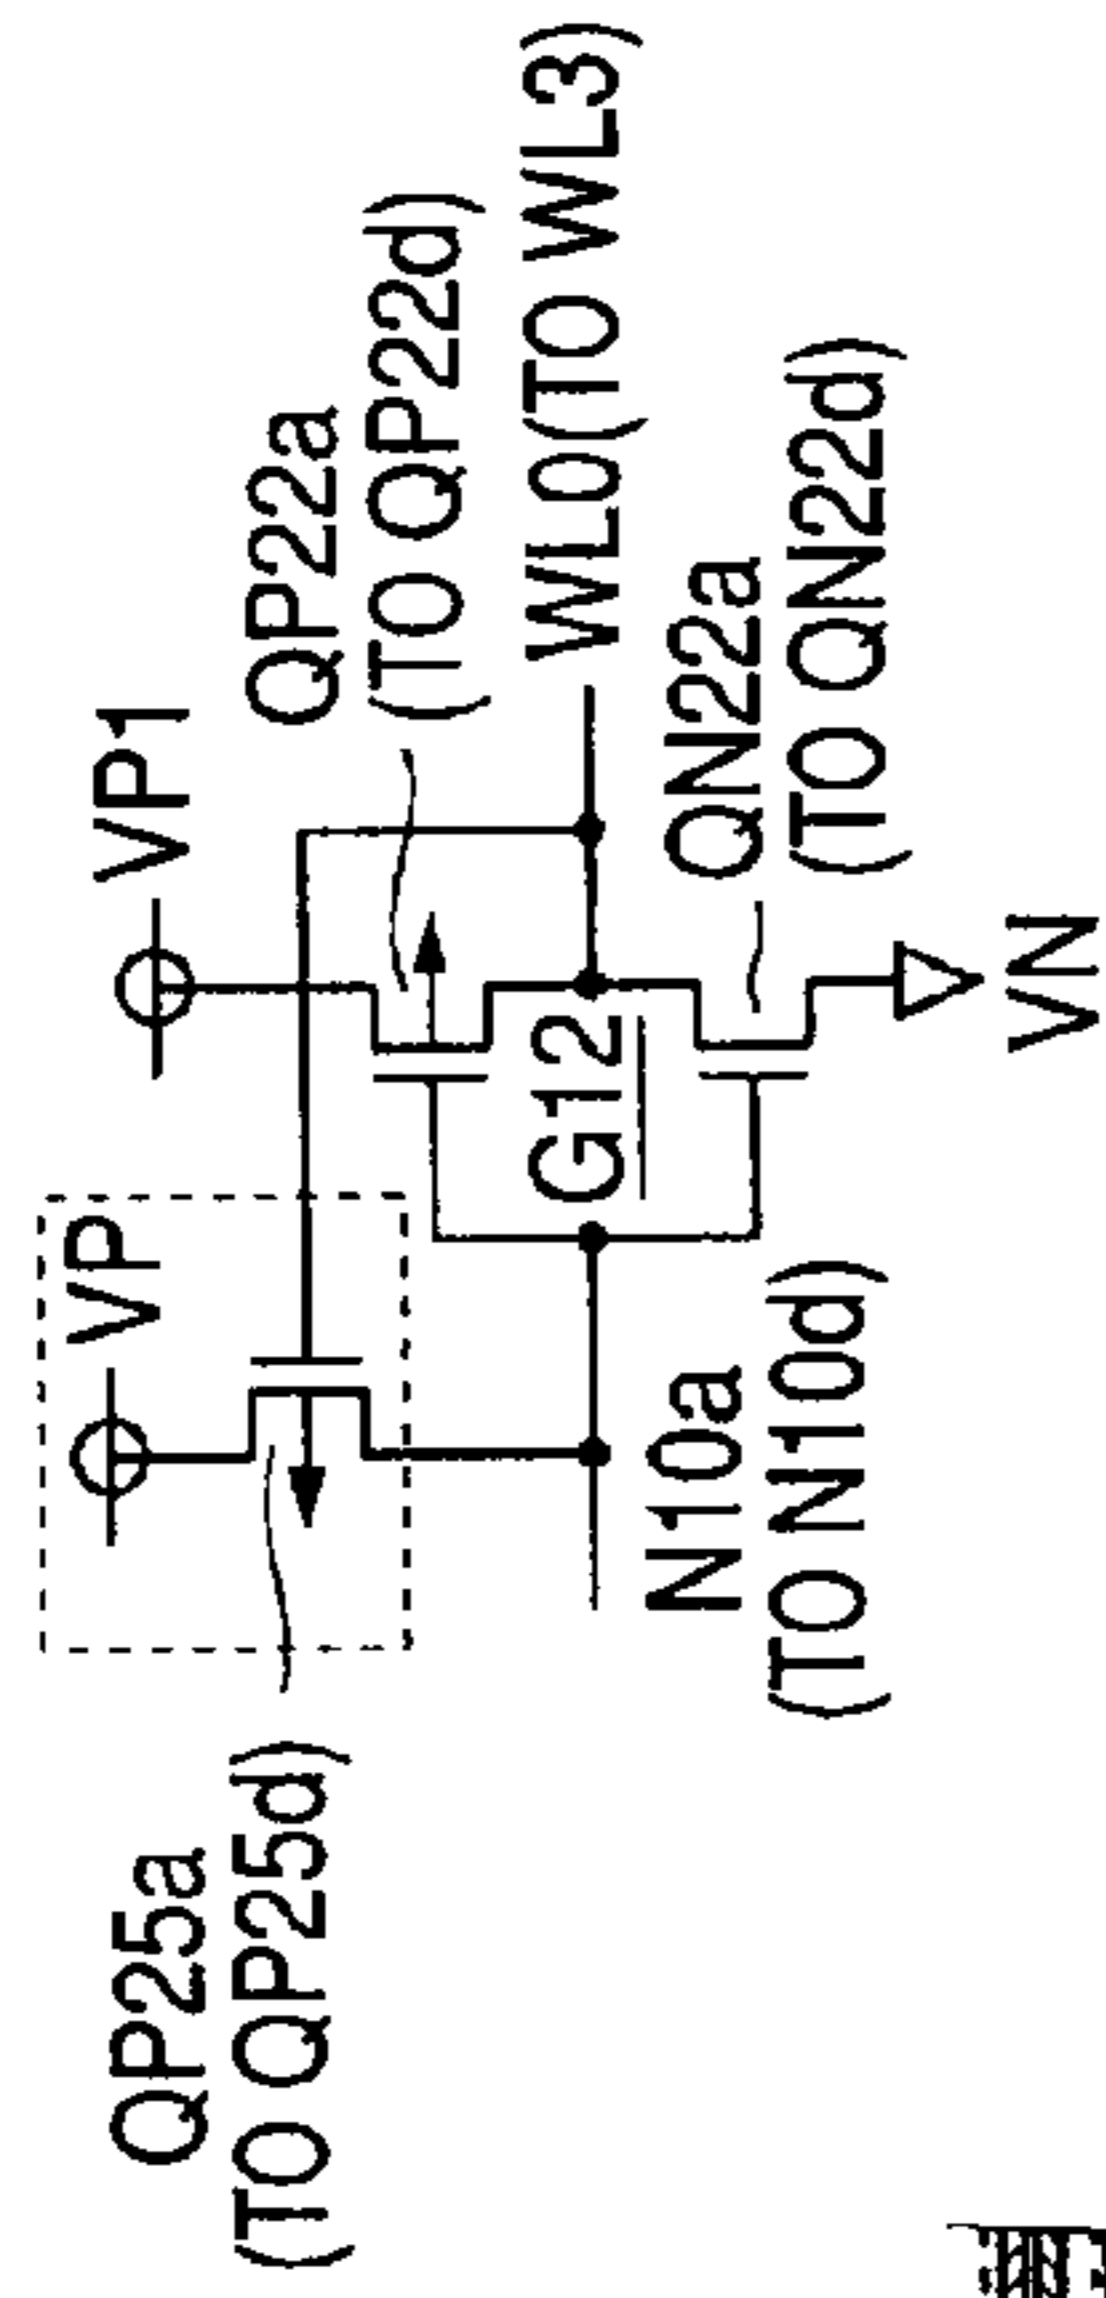 QP25a
(TO QP25d)
VP
VP1
QP22a
(TO QP22d)
G12
WL0(TO WL3)
N10a
(TO N10d)
QN22a
(TO QN22d)
VN